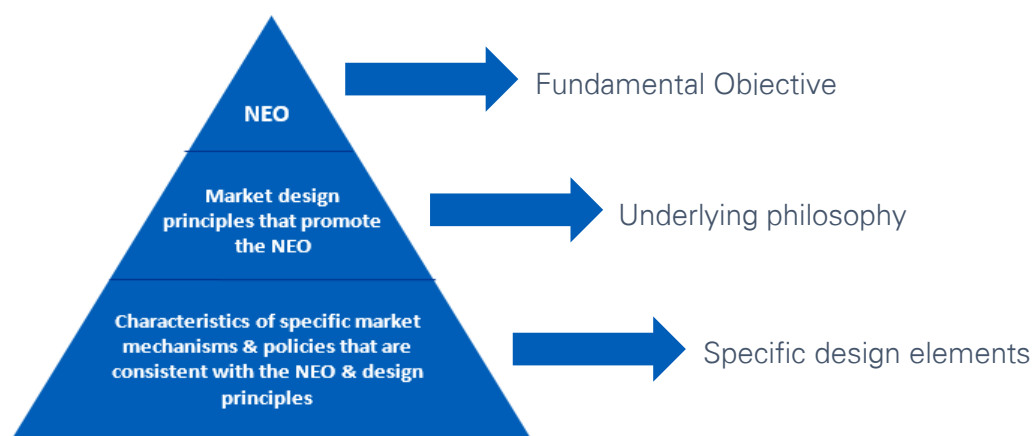 NEO
Fundamental Objective
Market design
principles that promote
the NEO
Underlying philosophy
Characteristics of specific market
mechanisms & policies that are
consistent with the NEO & design
principles
Specific design elements